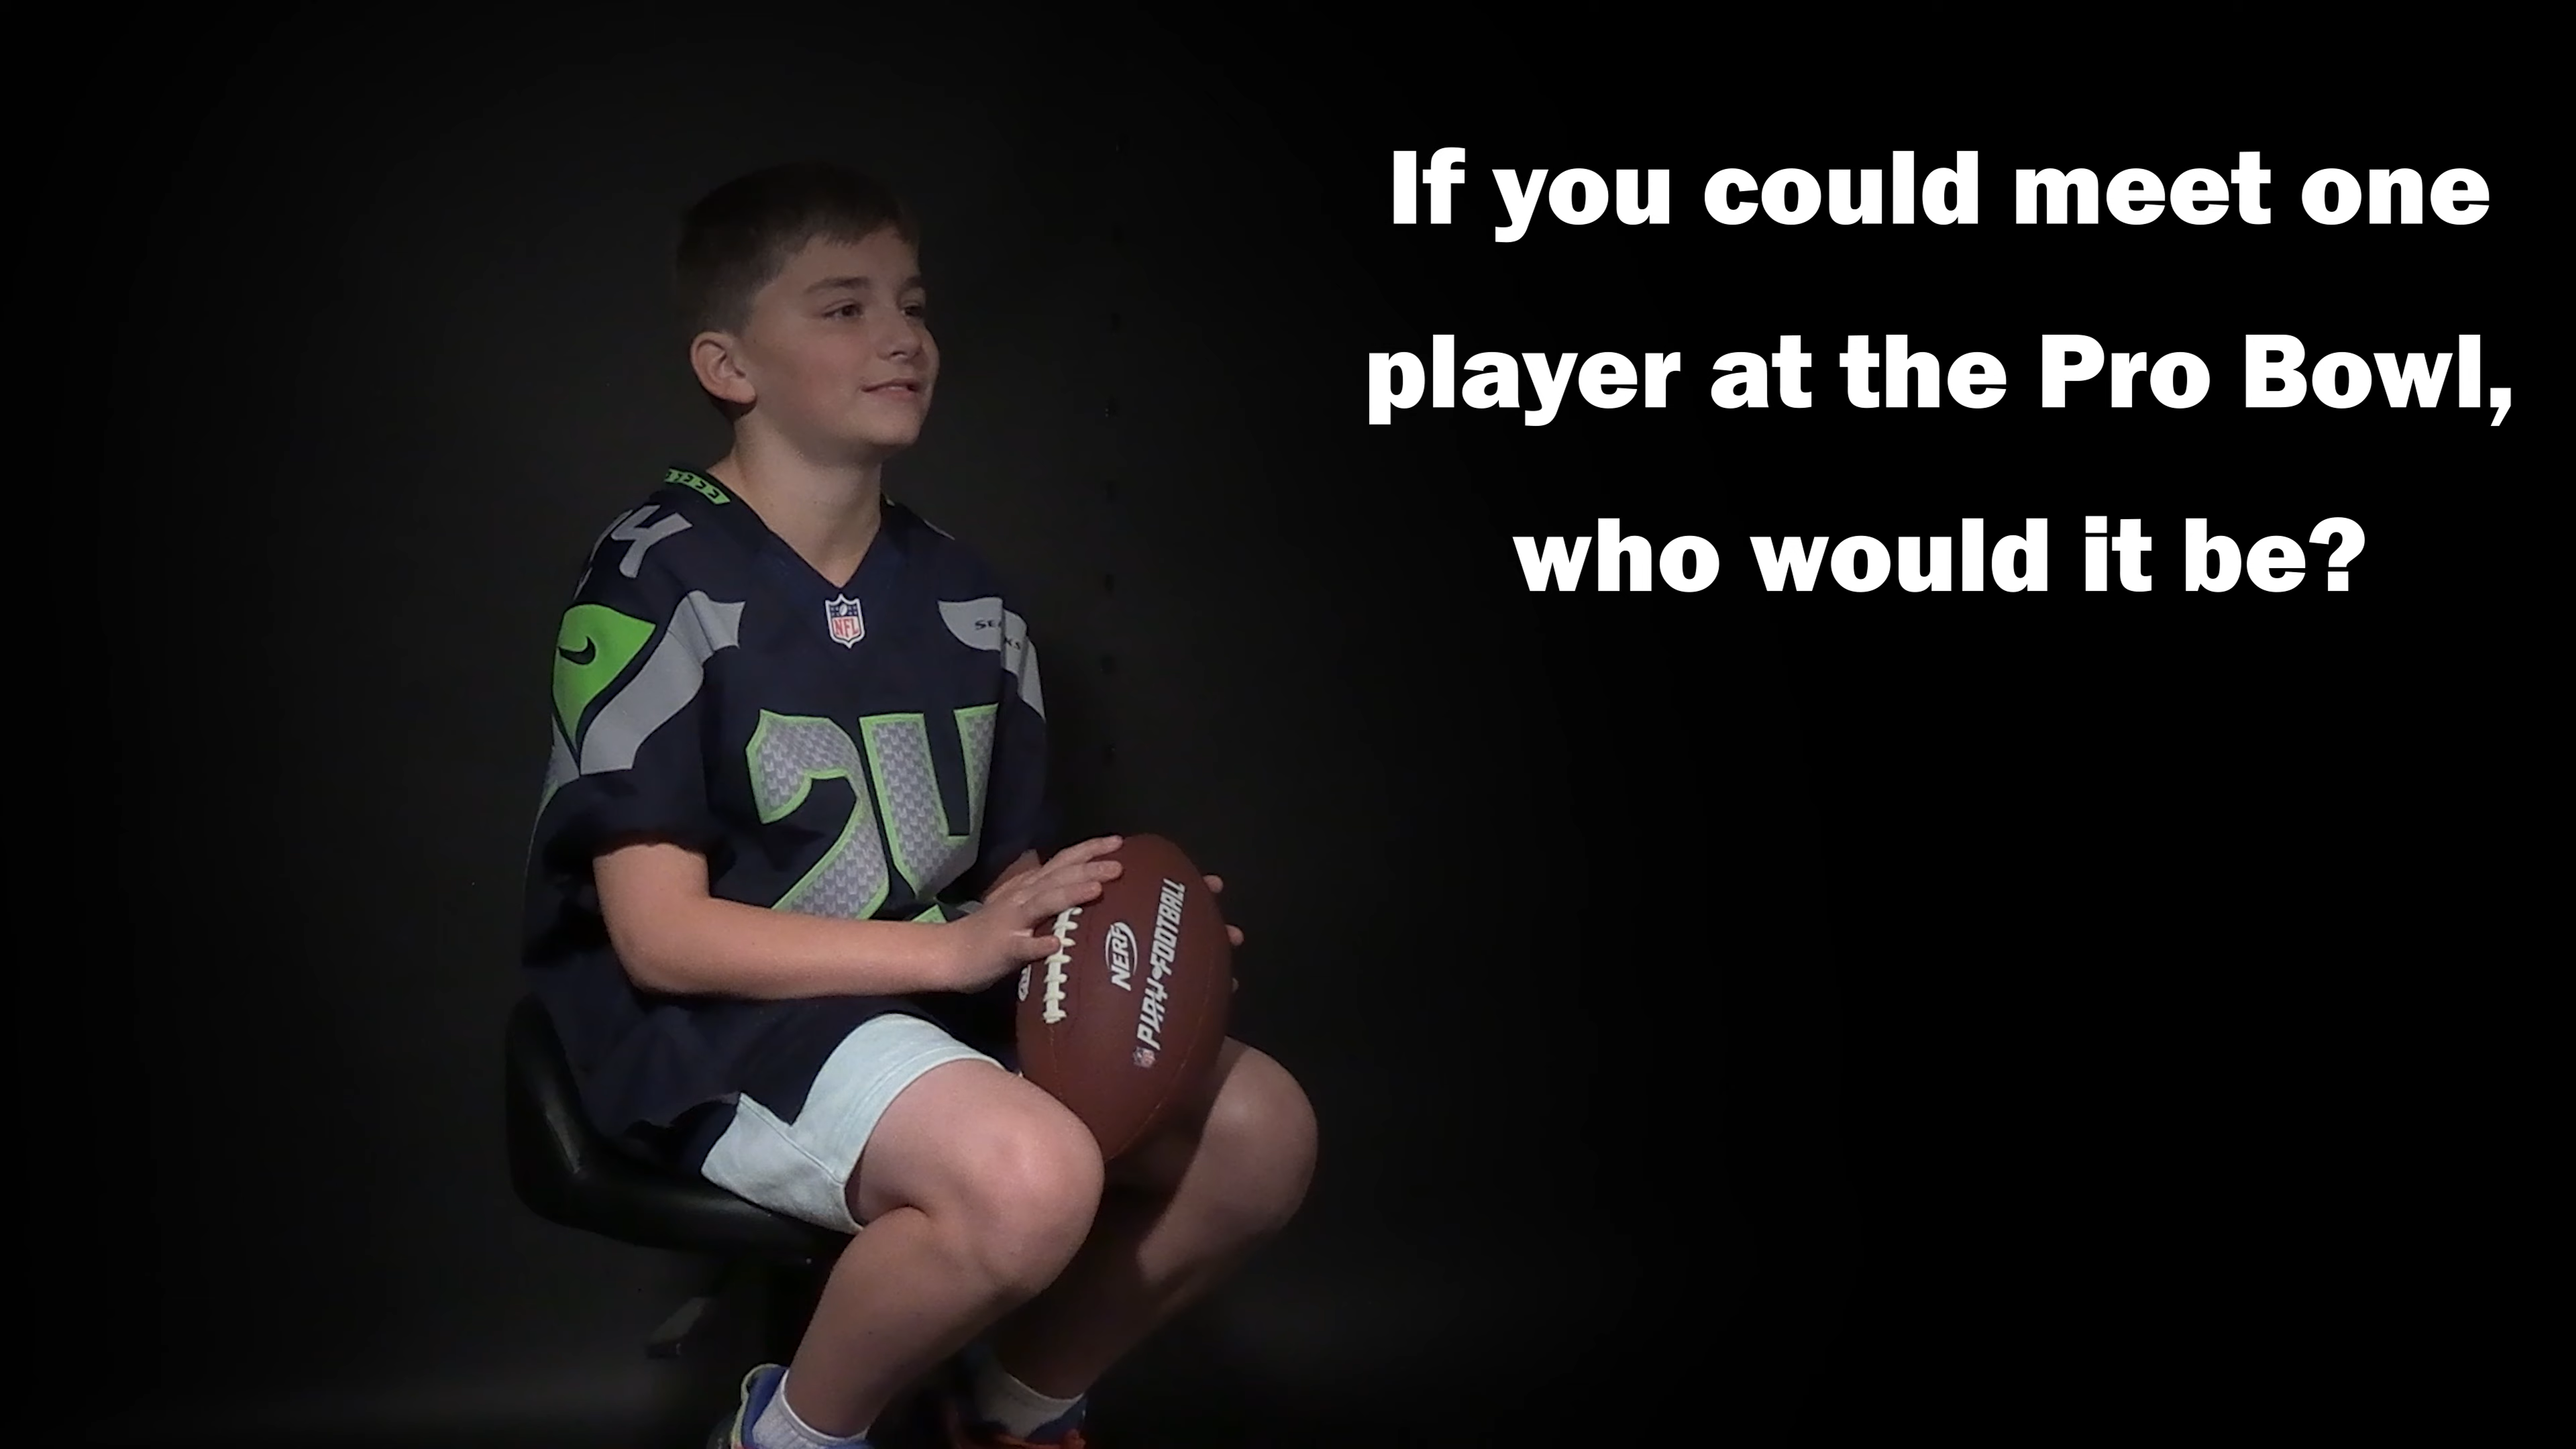 If you could meet one
player at the Pro Bowl,
who would it be?
24
NFL
24
NERF
PLAY FOOTBALL